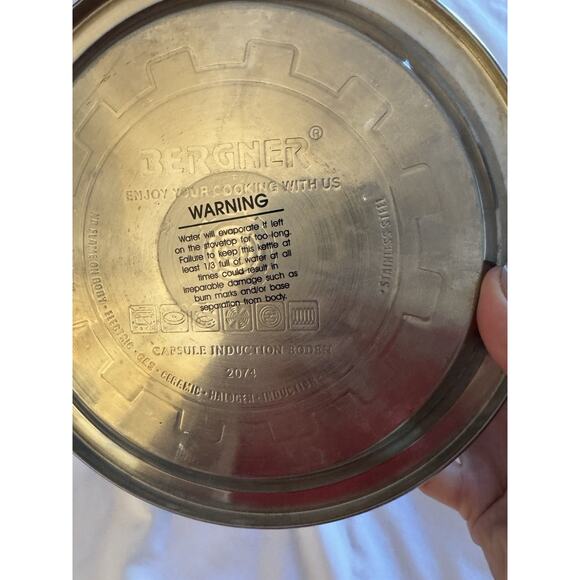 BERGNER®
ENJOY YOUR COOKING WITH US
WARNING
Water will evaporate if left
on the stovetop for too long.
Failure to keep this kettle at
least 1/3 full of water at all
times could result in
irreparable damage such as
burn marks and/or base
separation from body.
CAPSULE INDUCTION BODEN
2074
ELECTRIC · GAS · CERAMIC · HALOGEN · INDUCTION
· STAINLESS STEEL